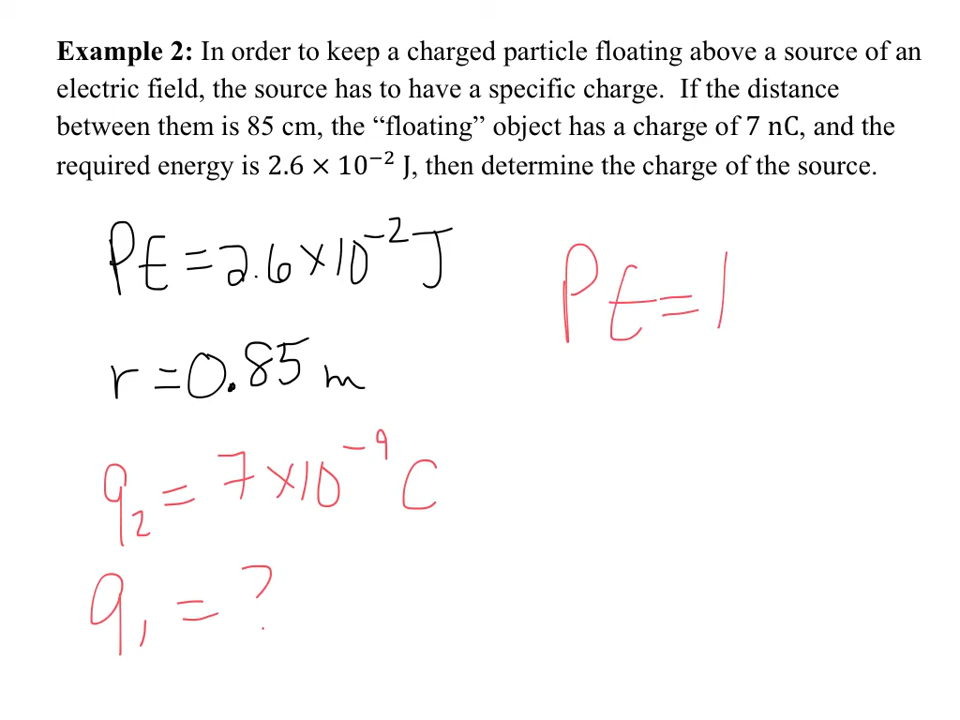 Example 2: In order to keep a charged particle floating above a source of an
electric field, the source has to have a specific charge.  If the distance
between them is 85 cm, the “floating” object has a charge of 7 nC, and the
required energy is 2.6 × 10⁻² J, then determine the charge of the source.
PE = 2.6 × 10⁻² J
PE = 1
r = 0.85 m
q₂ = 7 × 10⁻⁹ C
q₁ = ?